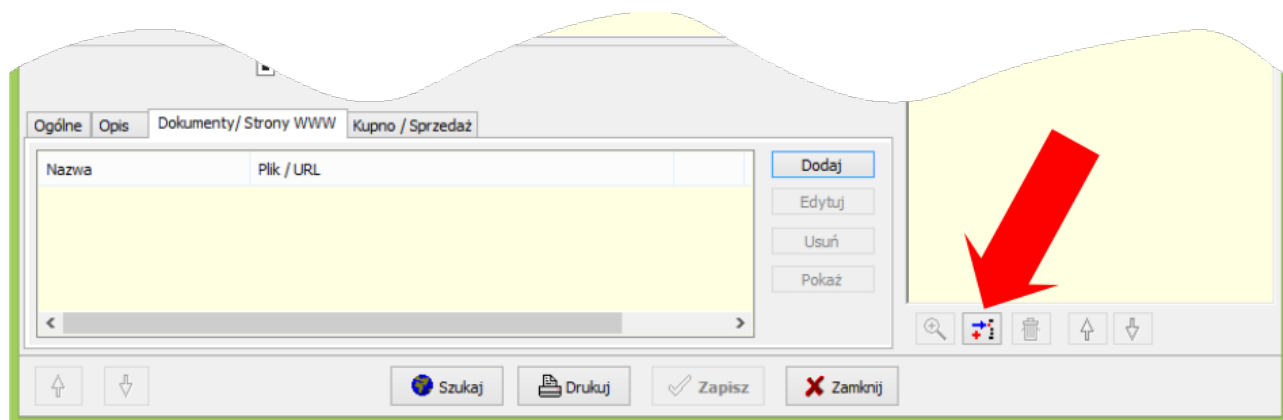 Ogólne Opis Dokumenty/ Strony WWW Kupno / Sprzedaż
Nazwa Plik / URL
Dodaj
Edytuj
Usuń
Pokaż
Szukaj Drukuj Zapisz Zamknij